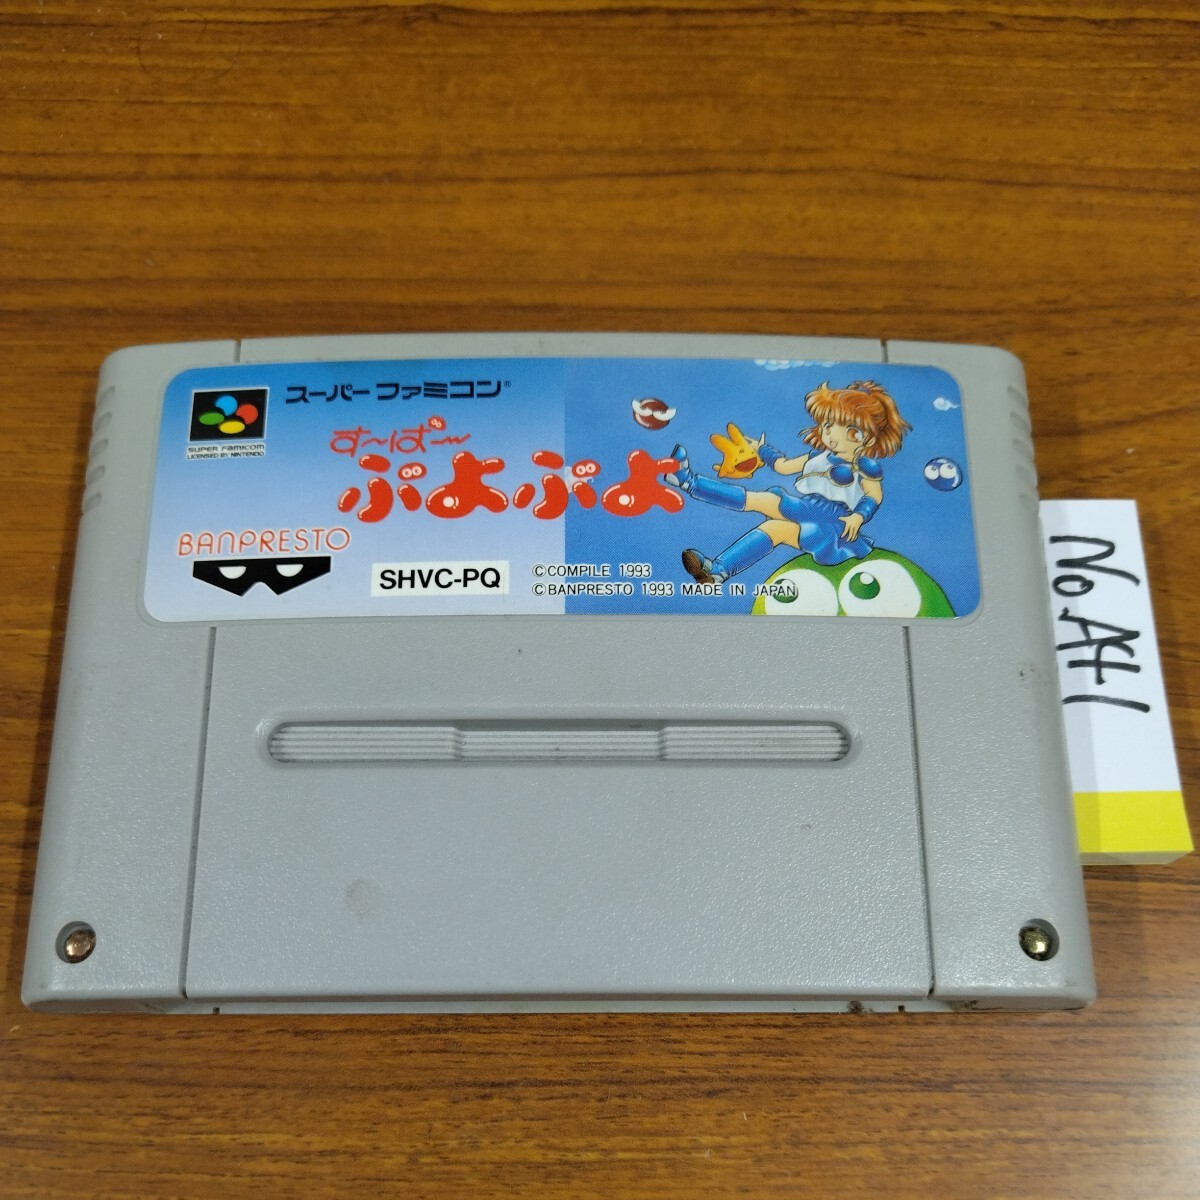 スーパーファミコン®
SUPER FAMICOM
LICENSED BY NINTENDO
す〜ぱ〜
ぷよぷよ
BANPRESTO
SHVC-PQ
©COMPILE 1993
©BANPRESTO 1993 MADE IN JAPAN
No.AH1